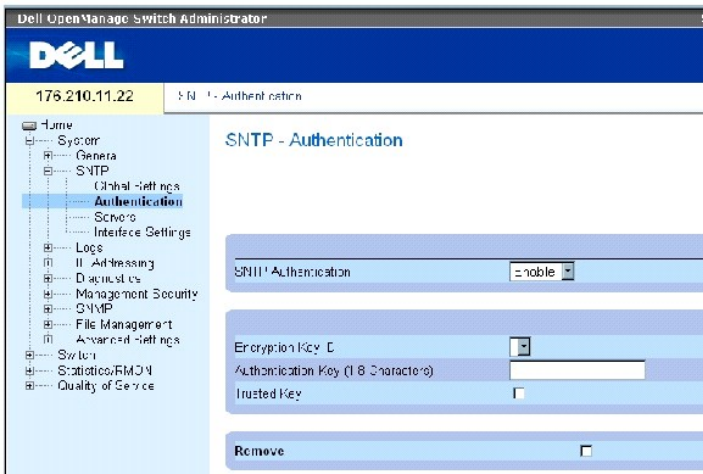 Dell OpenManage Switch Administrator
DELL
176.210.11.22
SNTP - Authentication
Home
System
General
SNTP
Global Settings
Authentication
Servers
Interface Settings
Logs
IP Addressing
Diagnostics
Management Security
SNMP
File Management
Advanced Settings
Switch
Statistics/RMON
Quality of Service
SNTP - Authentication
SNTP Authentication
Enable
Encryption Key ID
Authentication Key (1-8 Characters)
Trusted Key
Remove